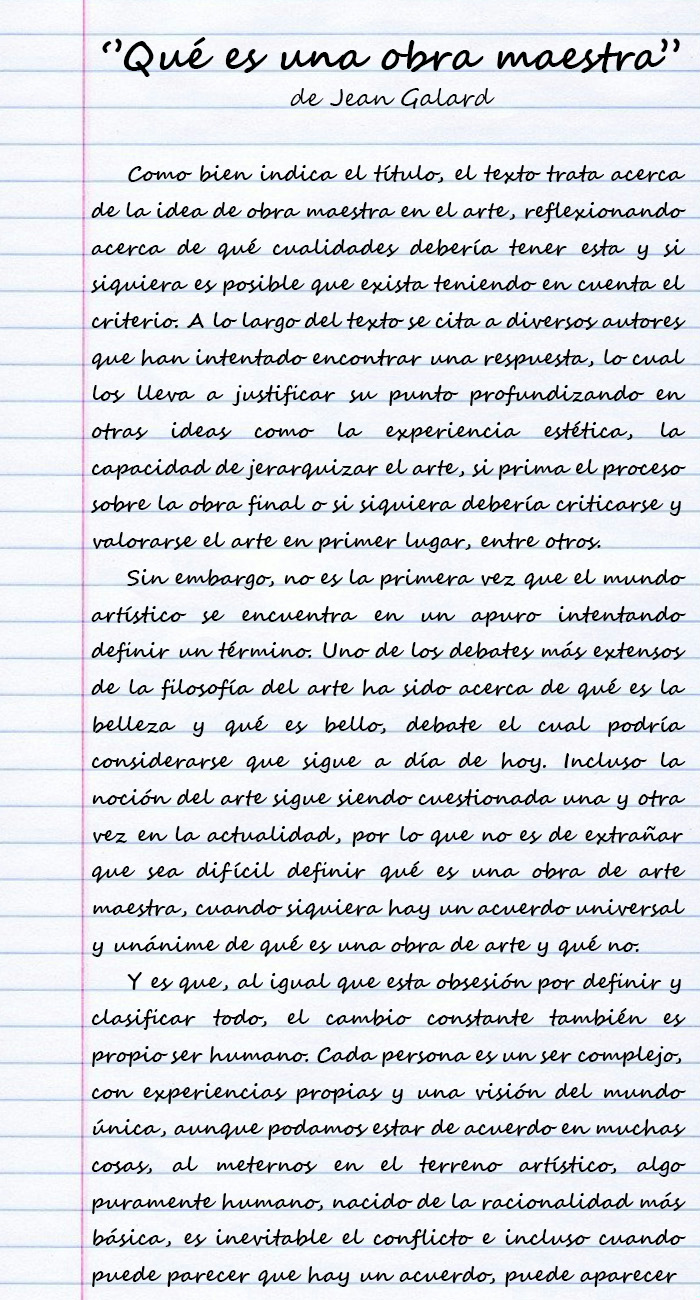 ‘’Qué es una obra maestra’’
de Jean Galard
Como bien indica el título, el texto trata acerca
de la idea de obra maestra en el arte, reflexionando
acerca de qué cualidades debería tener esta y si
siquiera es posible que exista teniendo en cuenta el
criterio. A lo largo del texto se cita a diversos autores
que han intentado encontrar una respuesta, lo cual
los lleva a justificar su punto profundizando en
otras ideas como la experiencia estética, la
capacidad de jerarquizar el arte, si prima el proceso
sobre la obra final o si siquiera debería criticarse y
valorarse el arte en primer lugar, entre otros.
Sin embargo, no es la primera vez que el mundo
artístico se encuentra en un apuro intentando
definir un término. Uno de los debates más extensos
de la filosofía del arte ha sido acerca de qué es la
belleza y qué es bello, debate el cual podría
considerarse que sigue a día de hoy. Incluso la
noción del arte sigue siendo cuestionada una y otra
vez en la actualidad, por lo que no es de extrañar
que sea difícil definir qué es una obra de arte
maestra, cuando siquiera hay un acuerdo universal
y unánime de qué es una obra de arte y qué no.
Y es que, al igual que esta obsesión por definir y
clasificar todo, el cambio constante también es
propio ser humano. Cada persona es un ser complejo,
con experiencias propias y una visión del mundo
única, aunque podamos estar de acuerdo en muchas
cosas, al meternos en el terreno artístico, algo
puramente humano, nacido de la racionalidad más
básica, es inevitable el conflicto e incluso cuando
puede parecer que hay un acuerdo, puede aparecer